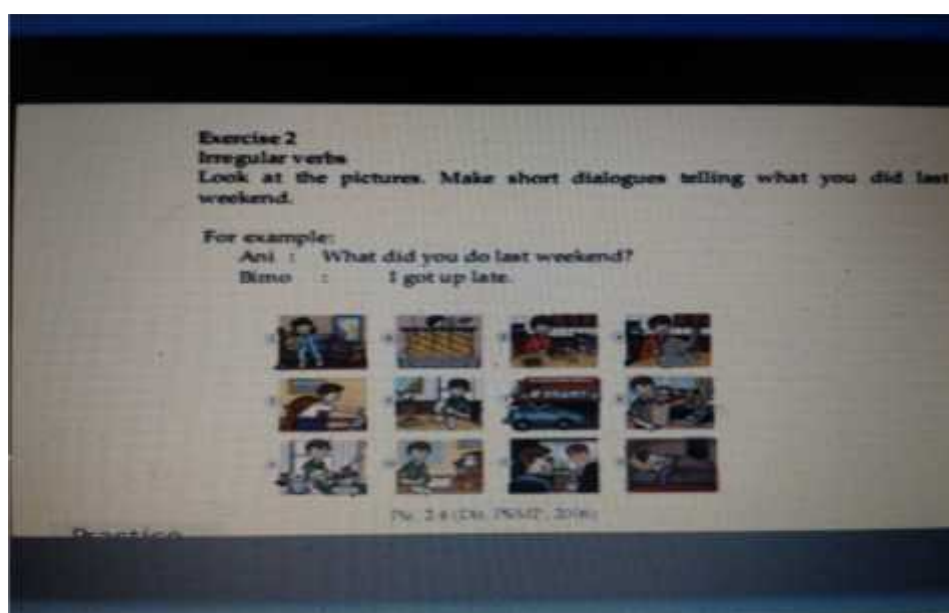 Exercise 2
Irregular verbs
Look at the pictures. Make short dialogues telling what you did last
weekend.
For example:
Ani : What did you do last weekend?
Bimo : I got up late.
Practice